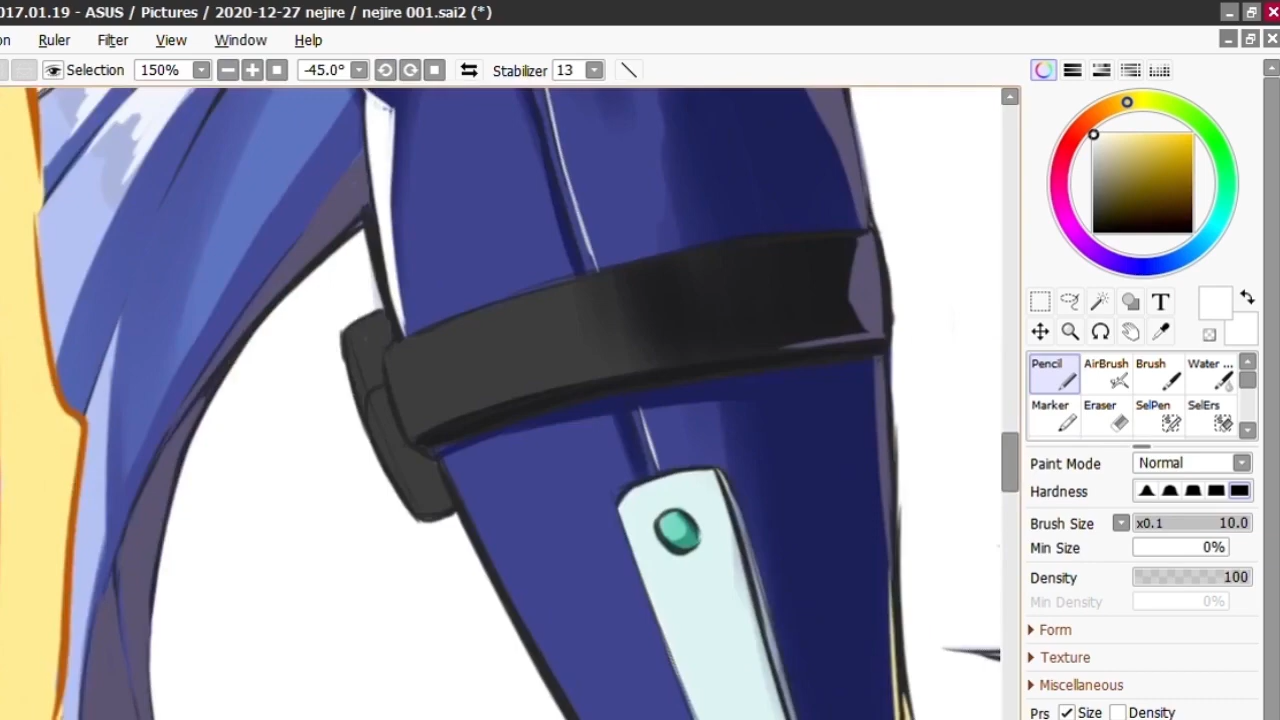 017.01.19 - ASUS / Pictures / 2020-12-27 nejire / nejire 001.sai2 (*)
on Ruler Filter View Window Help
Selection 150% -45.0° Stabilizer 13
T
Pencil AirBrush Brush Water ...
Marker Eraser SelPen SelErs
Paint Mode Normal
Hardness
Brush Size x0.1 10.0
Min Size 0%
Density 100
Min Density 0%
Form
Texture
Miscellaneous
Prs Size Density